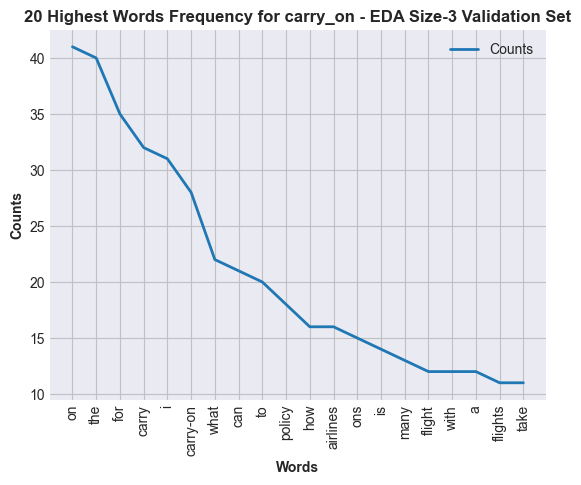 20 Highest Words Frequency for carry_on - EDA Size-3 Validation Set
Counts
40
35
30
25
20
15
10
Counts
on
the
for
carry
i
carry-on
what
can
to
policy
how
airlines
ons
is
many
flight
with
a
flights
take
Words